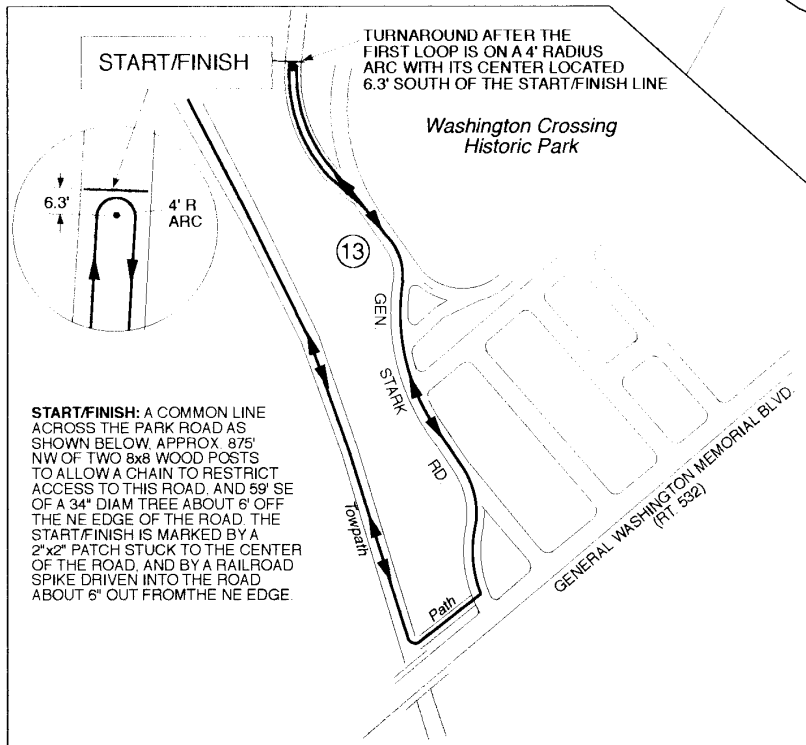 START/FINISH
TURNAROUND AFTER THE
FIRST LOOP IS ON A 4' RADIUS
ARC WITH ITS CENTER LOCATED
6.3' SOUTH OF THE START/FINISH LINE
Washington Crossing
Historic Park
6.3'
4' R
ARC
13
GEN.
STARK
RD
START/FINISH: A COMMON LINE
ACROSS THE PARK ROAD AS
SHOWN BELOW, APPROX. 875'
NW OF TWO 8x8 WOOD POSTS
TO ALLOW A CHAIN TO RESTRICT
ACCESS TO THIS ROAD, AND 59' SE
OF A 34" DIAM TREE ABOUT 6' OFF
THE NE EDGE OF THE ROAD. THE
START/FINISH IS MARKED BY A
2"x2" PATCH STUCK TO THE CENTER
OF THE ROAD, AND BY A RAILROAD
SPIKE DRIVEN INTO THE ROAD
ABOUT 6" OUT FROMTHE NE EDGE.
Towpath
Path
GENERAL WASHINGTON MEMORIAL BLVD.
(RT. 532)